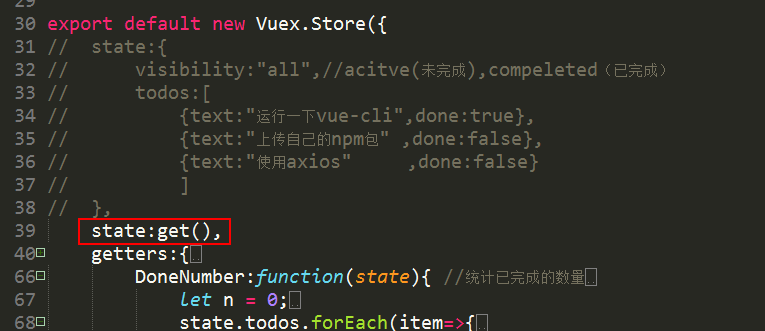 30 export default new Vuex.Store({
31 //  state:{
32 //      visibility:"all",//acitve(未完成),compeleted（已完成）
33 //      todos:[
34 //          {text:"运行一下vue-cli",done:true},
35 //          {text:"上传自己的npm包" ,done:false},
36 //          {text:"使用axios"     ,done:false}
37 //          ]
38 //  },
39     state:get(),
40     getters:{
66         DoneNumber:function(state){ //统计已完成的数量
67             let n = 0;
68             state.todos.forEach(item=>{